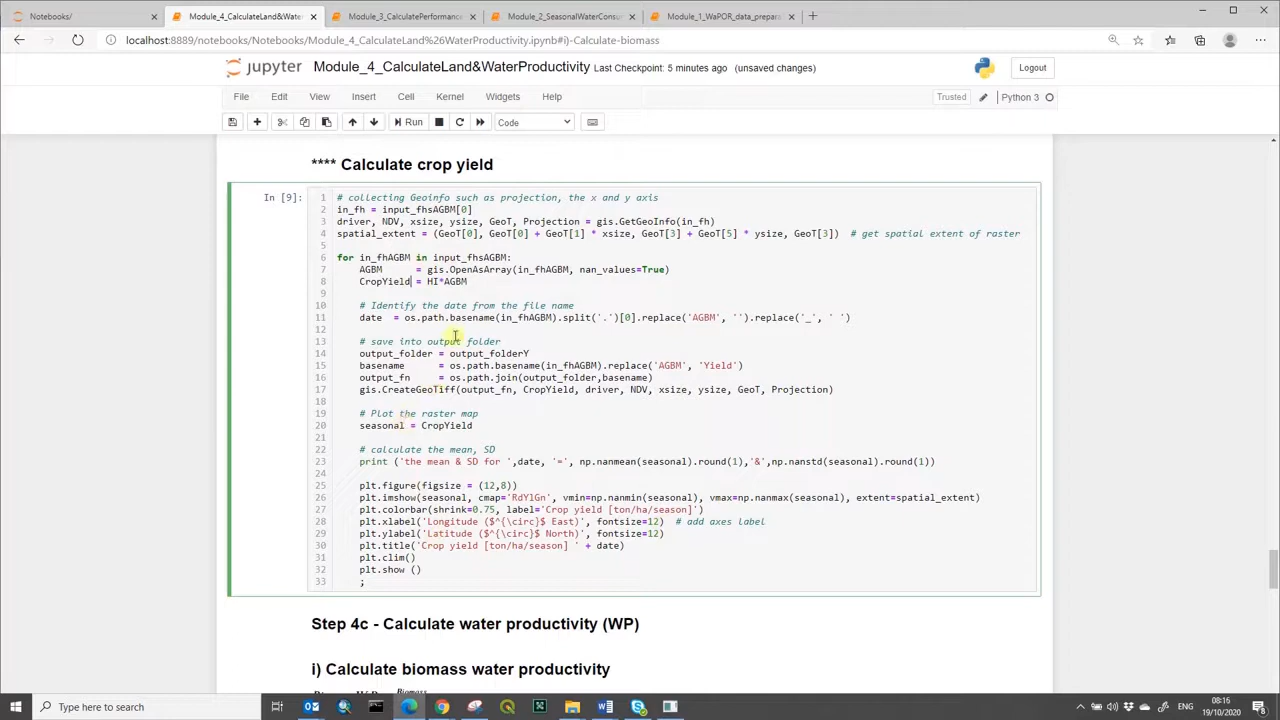 Notebooks/
Module_4_CalculateLand&Water
Module_3_CalculatePerformance
Module_2_SeasonalWaterConsu
Module_1_WaPOR_data_prepara
localhost:8889/notebooks/Notebooks/Module_4_CalculateLand%26WaterProductivity.ipynb#i)-Calculate-biomass
jupyter Module_4_CalculateLand&WaterProductivity Last Checkpoint: 5 minutes ago (unsaved changes)
Logout
File Edit View Insert Cell Kernel Widgets Help
Trusted
Python 3
Run
Code
**** Calculate crop yield
In [9]:
1 # collecting Geoinfo such as projection, the x and y axis
2 in_fh = input_fhsAGBM[0]
3 driver, NDV, xsize, ysize, GeoT, Projection = gis.GetGeoInfo(in_fh)
4 spatial_extent = (GeoT[0], GeoT[0] + GeoT[1] * xsize, GeoT[3] + GeoT[5] * ysize, GeoT[3]) # get spatial extent of raster
5
6 for in_fhAGBM in input_fhsAGBM:
7 AGBM = gis.OpenAsArray(in_fhAGBM, nan_values=True)
8 CropYield = HI*AGBM
9
10 # Identify the date from the file name
11 date = os.path.basename(in_fhAGBM).split('.')[0].replace('AGBM', '').replace('_', ' ')
12
13 # save into output folder
14 output_folder = output_folderY
15 basename = os.path.basename(in_fhAGBM).replace('AGBM', 'Yield')
16 output_fn = os.path.join(output_folder,basename)
17 gis.CreateGeoTiff(output_fn, CropYield, driver, NDV, xsize, ysize, GeoT, Projection)
18
19 # Plot the raster map
20 seasonal = CropYield
21
22 # calculate the mean, SD
23 print ('the mean & SD for ',date, '=', np.nanmean(seasonal).round(1),'&',np.nanstd(seasonal).round(1))
24
25 plt.figure(figsize = (12,8))
26 plt.imshow(seasonal, cmap='RdYlGn', vmin=np.nanmin(seasonal), vmax=np.nanmax(seasonal), extent=spatial_extent)
27 plt.colorbar(shrink=0.75, label='Crop yield [ton/ha/season]')
28 plt.xlabel('Longitude ($^{\circ}$ East)', fontsize=12) # add axes label
29 plt.ylabel('Latitude ($^{\circ}$ North)', fontsize=12)
30 plt.title('Crop yield [ton/ha/season] ' + date)
31 plt.clim()
32 plt.show ()
33 ;
Step 4c - Calculate water productivity (WP)
i) Calculate biomass water productivity
Type here to search
08:16
19/10/2020